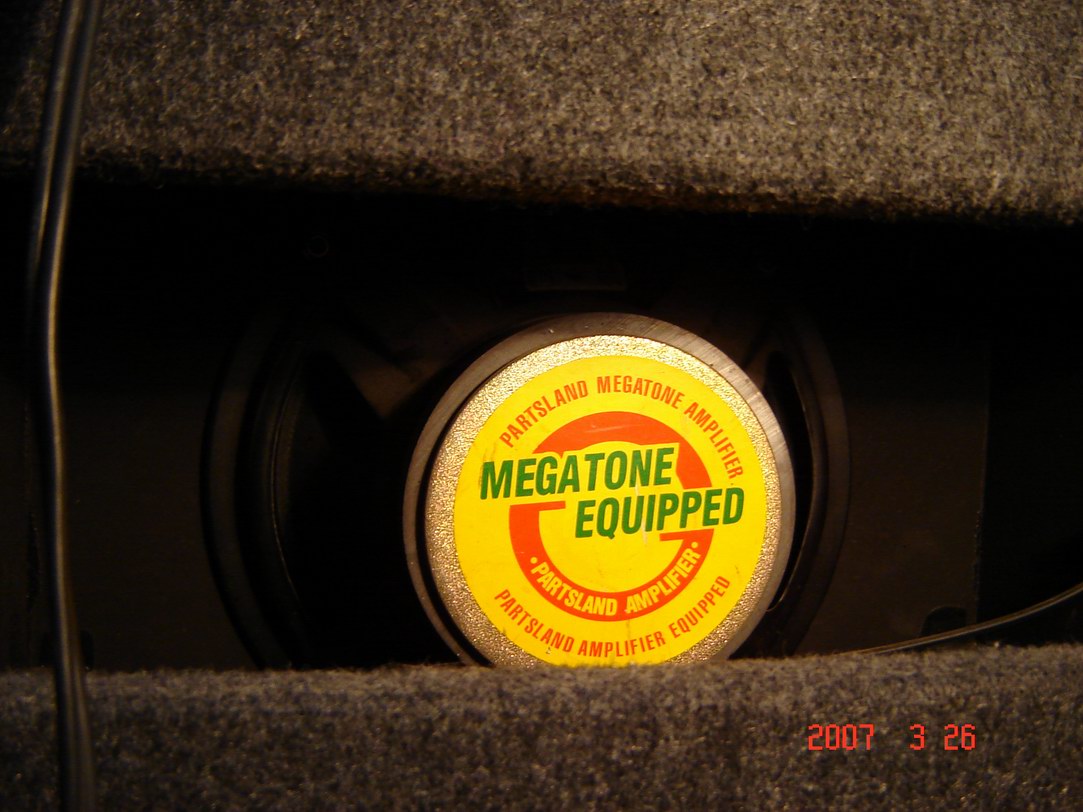 PARTSLAND MEGATONE AMPLIFIER
MEGATONE
EQUIPPED
•PARTSLAND AMPLIFIER•
PARTSLAND AMPLIFIER EQUIPPED
2007 3 26